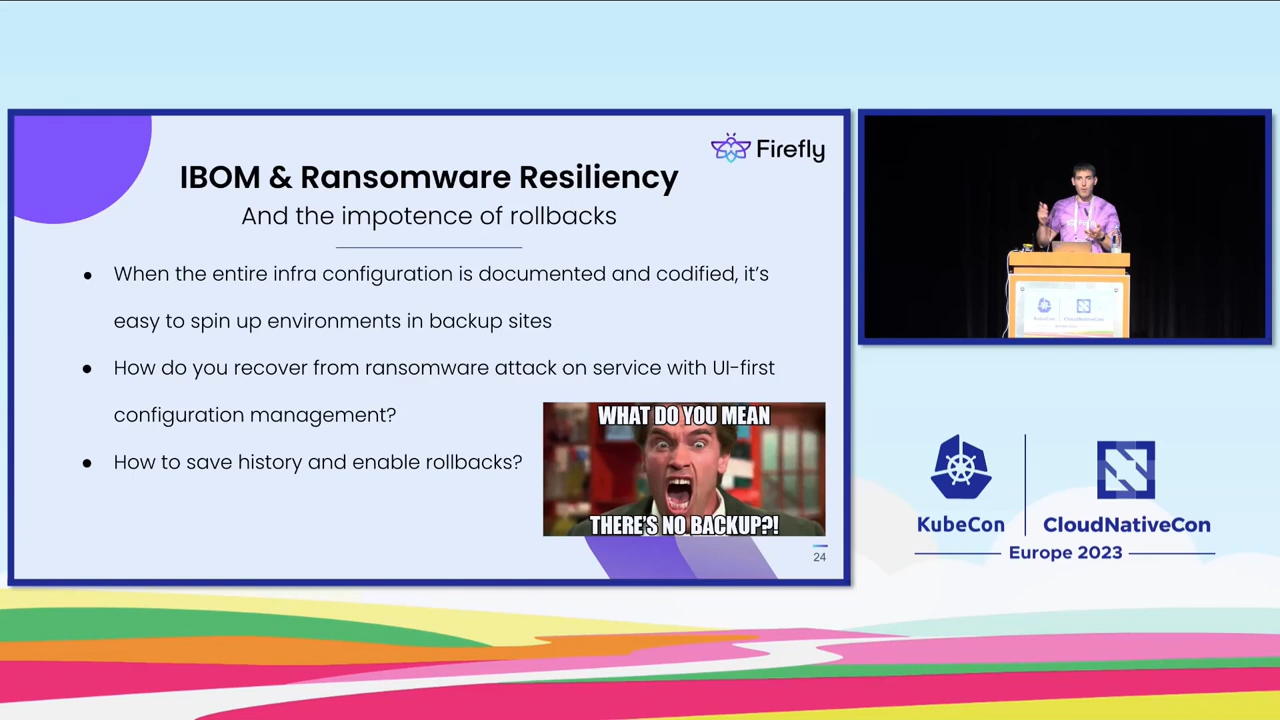 Firefly
IBOM & Ransomware Resiliency
And the impotence of rollbacks
● When the entire infra configuration is documented and codified, it's
easy to spin up environments in backup sites
● How do you recover from ransomware attack on service with UI-first
configuration management?
● How to save history and enable rollbacks?
WHAT DO YOU MEAN
THERE'S NO BACKUP?!
24
Firefly
KubeCon
CloudNativeCon
KubeCon
CloudNativeCon
Europe 2023